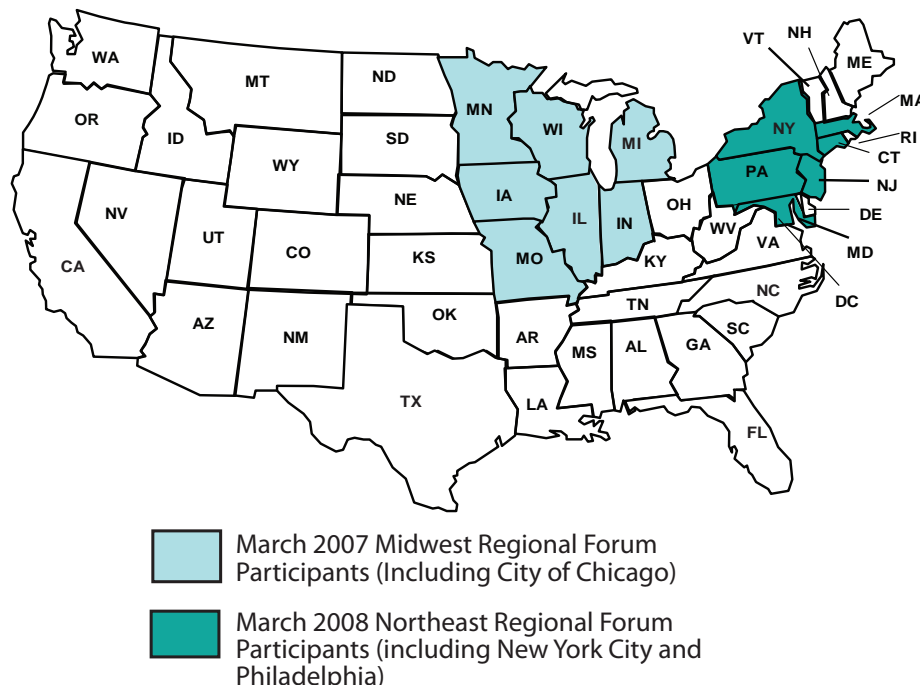 VT
NH
ME
WA
MT
ND
MN
OR
ID
SD
WI
MI
NY
MA
RI
WY
CT
PA
NE
IA
NJ
NV
OH
DE
UT
IL
IN
WV
CO
MD
VA
CA
KS
MO
KY
DC
NC
TN
AZ
NM
OK
AR
SC
MS
AL
GA
TX
LA
FL
March 2007 Midwest Regional Forum
Participants (Including City of Chicago)
March 2008 Northeast Regional Forum
Participants (including New York City and
Philadelphia)